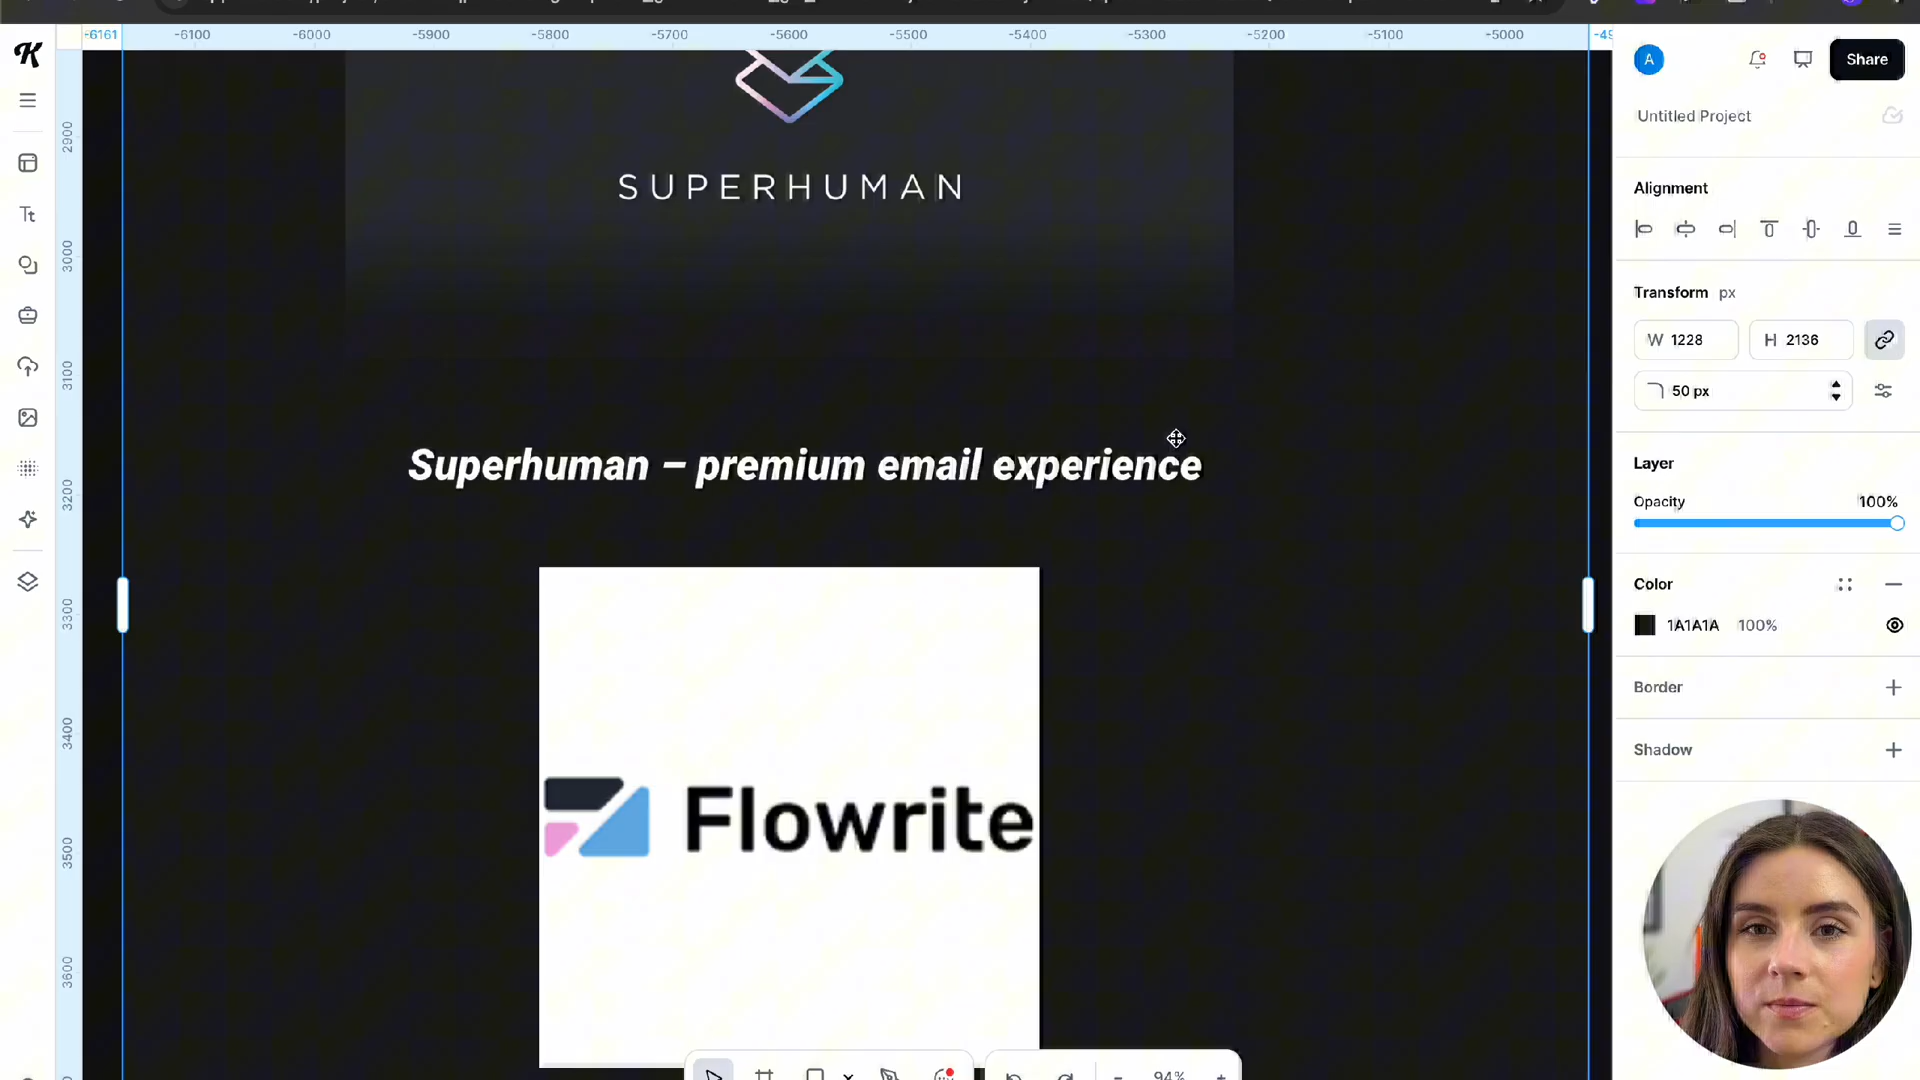 -6161 -6100 -6000 -5900 -5800 -5700 -5600 -5500 -5400 -5300 -5200 -5100 -5000
A Share
Untitled Project
SUPERHUMAN
Alignment
Transform px
W 1228 H 2136
50 px
Superhuman – premium email experience
Layer
Opacity 100%
Color
1A1A1A 100%
Border
Shadow
Flowrite
Tt
2900
3000
3100
3200
3300
3400
3500
3600
94%